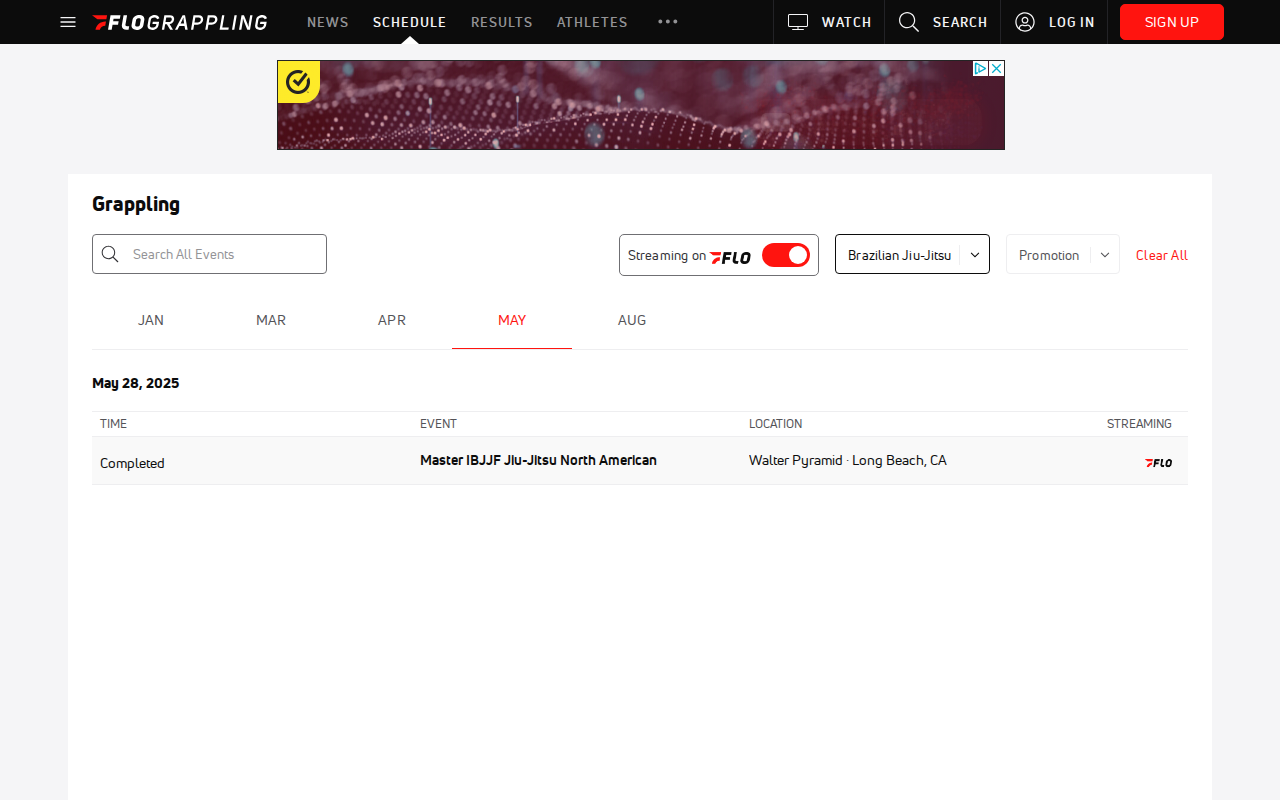 FLOGRAPPLING NEWS SCHEDULE RESULTS ATHLETES WATCH SEARCH LOG IN SIGN UP
Grappling
Search All Events Streaming on FLO Brazilian Jiu-Jitsu Promotion Clear All
JAN MAR APR MAY AUG
May 28, 2025
TIME EVENT LOCATION STREAMING
Completed Master IBJJF Jiu-Jitsu North American Walter Pyramid · Long Beach, CA FLO